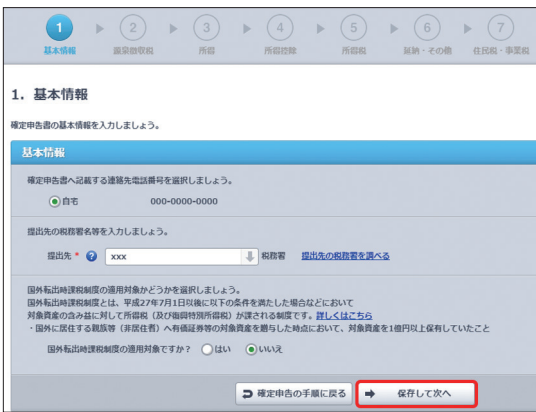 1 2 3 4 5 6 7
基本情報 源泉徴収税 所得 所得控除 所得税 延納・その他 住民税・事業税
1. 基本情報
確定申告書の基本情報を入力しましょう。
基本情報
確定申告書へ記載する連絡先電話番号を選択しましょう。
自宅 000-0000-0000
提出先の税務署名等を入力しましょう。
提出先 * ? xxx 税務署 提出先の税務署を調べる
国外転出時課税制度の適用対象かどうかを選択しましょう。
国外転出時課税制度とは、平成27年7月1日以後に以下の条件を満たした場合などにおいて
対象資産の含み益に対して所得税(及び復興特別所得税)が課される制度です。詳しくはこちら
・国外に居住する親族等(非居住者)へ有価証券等の対象資産を贈与した時点において、対象資産を1億円以上保有していたこと
国外転出時課税制度の適用対象ですか? はい いいえ
確定申告の手順に戻る 保存して次へ